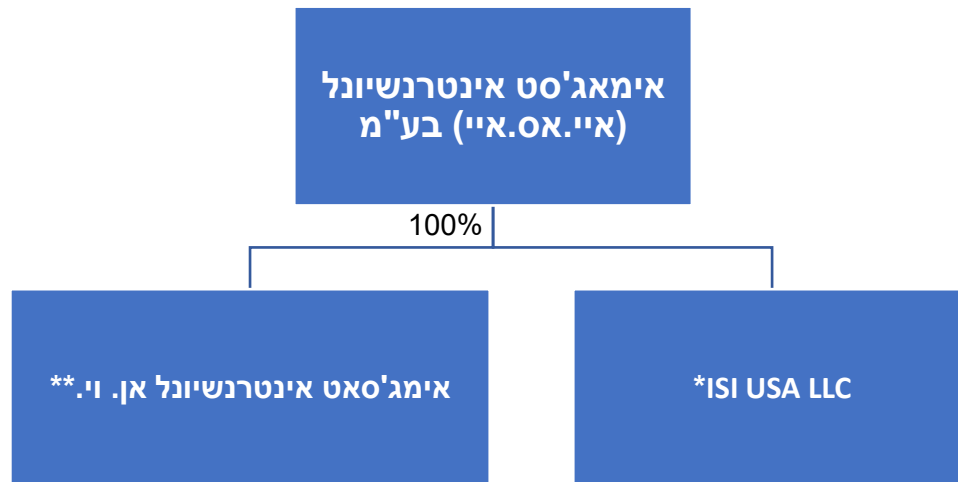 אימאג'סט אינטרנשיונל
(איי.אס.איי) בע"מ
100%
ISI USA LLC*
אימג'סאט אינטרנשיונל אן. וי.**